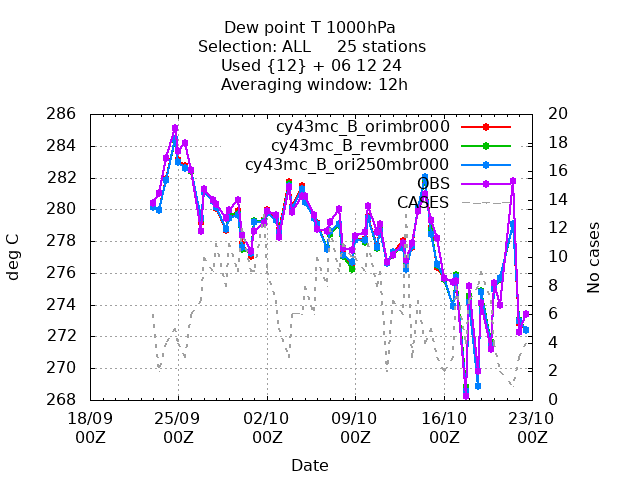 Dew point T 1000hPa
Selection: ALL 25 stations
Used {12} + 06 12 24
Averaging window: 12h
cy43mc_B_orimbr000
cy43mc_B_revmbr000
cy43mc_B_ori250mbr000
OBS
CASES
deg C
286
284
282
280
278
276
274
272
270
268
No cases
20
18
16
14
12
10
8
6
4
2
0
18/09 25/09 02/10 09/10 16/10 23/10
00Z 00Z 00Z 00Z 00Z 00Z
Date